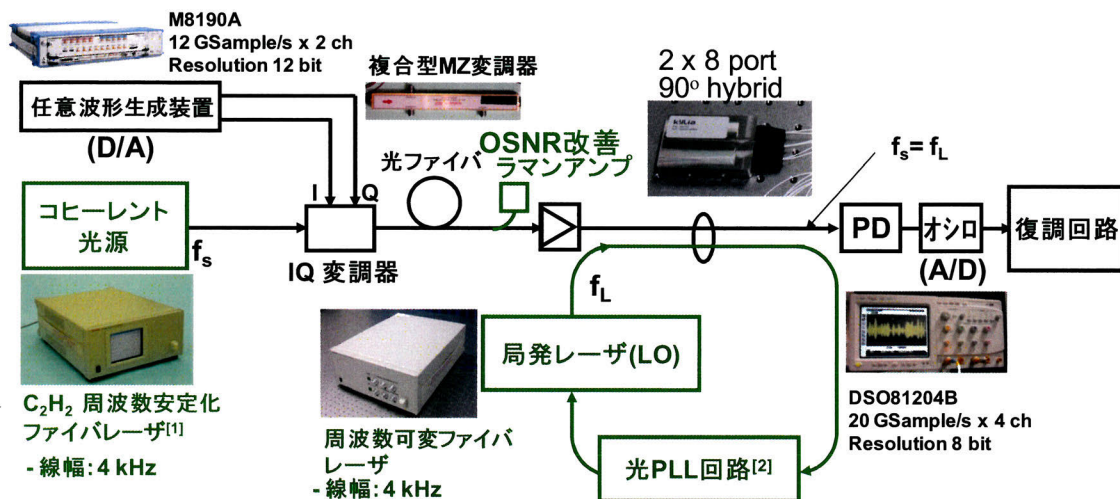 M8190A
12 GSample/s x 2 ch
Resolution 12 bit
任意波形生成装置
(D/A)
複合型MZ変調器
2 x 8 port
90° hybrid
kylia
OSNR改善
ラマンアンプ
光ファイバ
I Q
fs = fL
コヒーレント
光源
fs
IQ 変調器
PD
オシロ
(A/D)
復調回路
fL
局発レーザ(LO)
光PLL回路[2]
C2H2 周波数安定化
ファイバレーザ[1]
- 線幅: 4 kHz
周波数可変ファイバ
レーザ
- 線幅: 4 kHz
DSO81204B
20 GSample/s x 4 ch
Resolution 8 bit